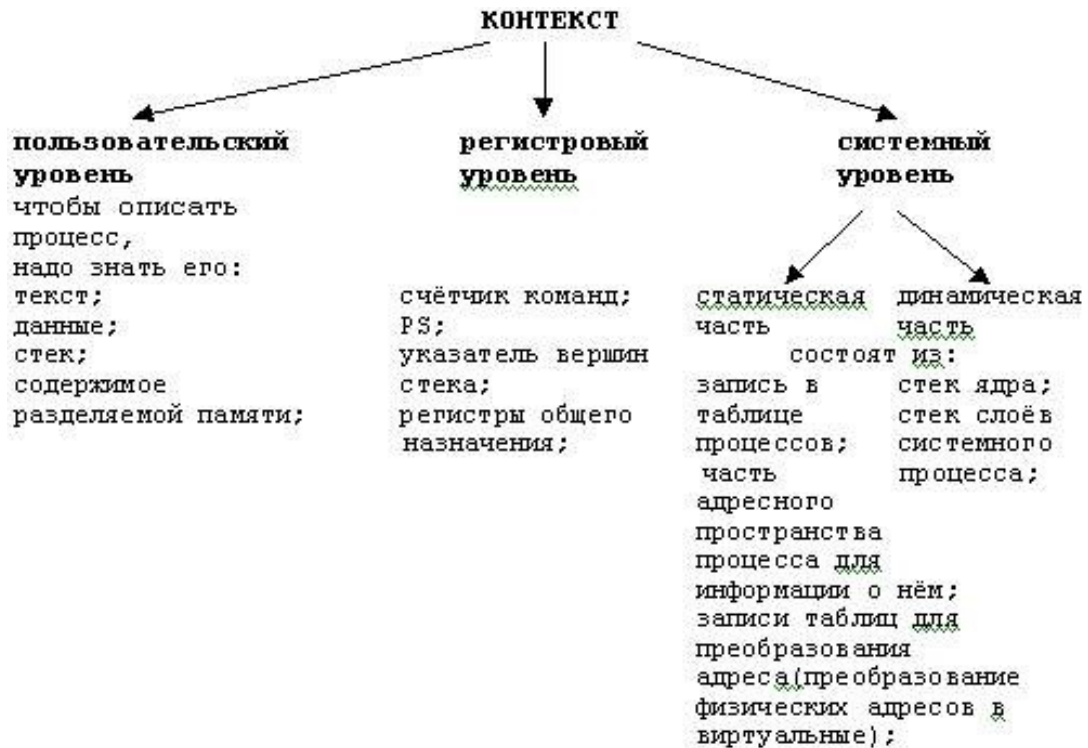 КОНТЕКСТ
пользовательский
уровень
чтобы описать
процесс,
надо знать его:
текст;
данные;
стек;
содержимое
разделяемой памяти;
регистровый
уровень
счётчик команд;
PS;
указатель вершин
стека;
регистры общего
назначения;
системный
уровень
статическая
часть
динамическая
часть
состоят из:
запись в
таблице
процессов;
часть
адресного
пространства
процесса для
информации о нём;
записи таблиц для
преобразования
адреса(преобразование
физических адресов в
виртуальные);
стек ядра;
стек слоёв
системного
процесса;